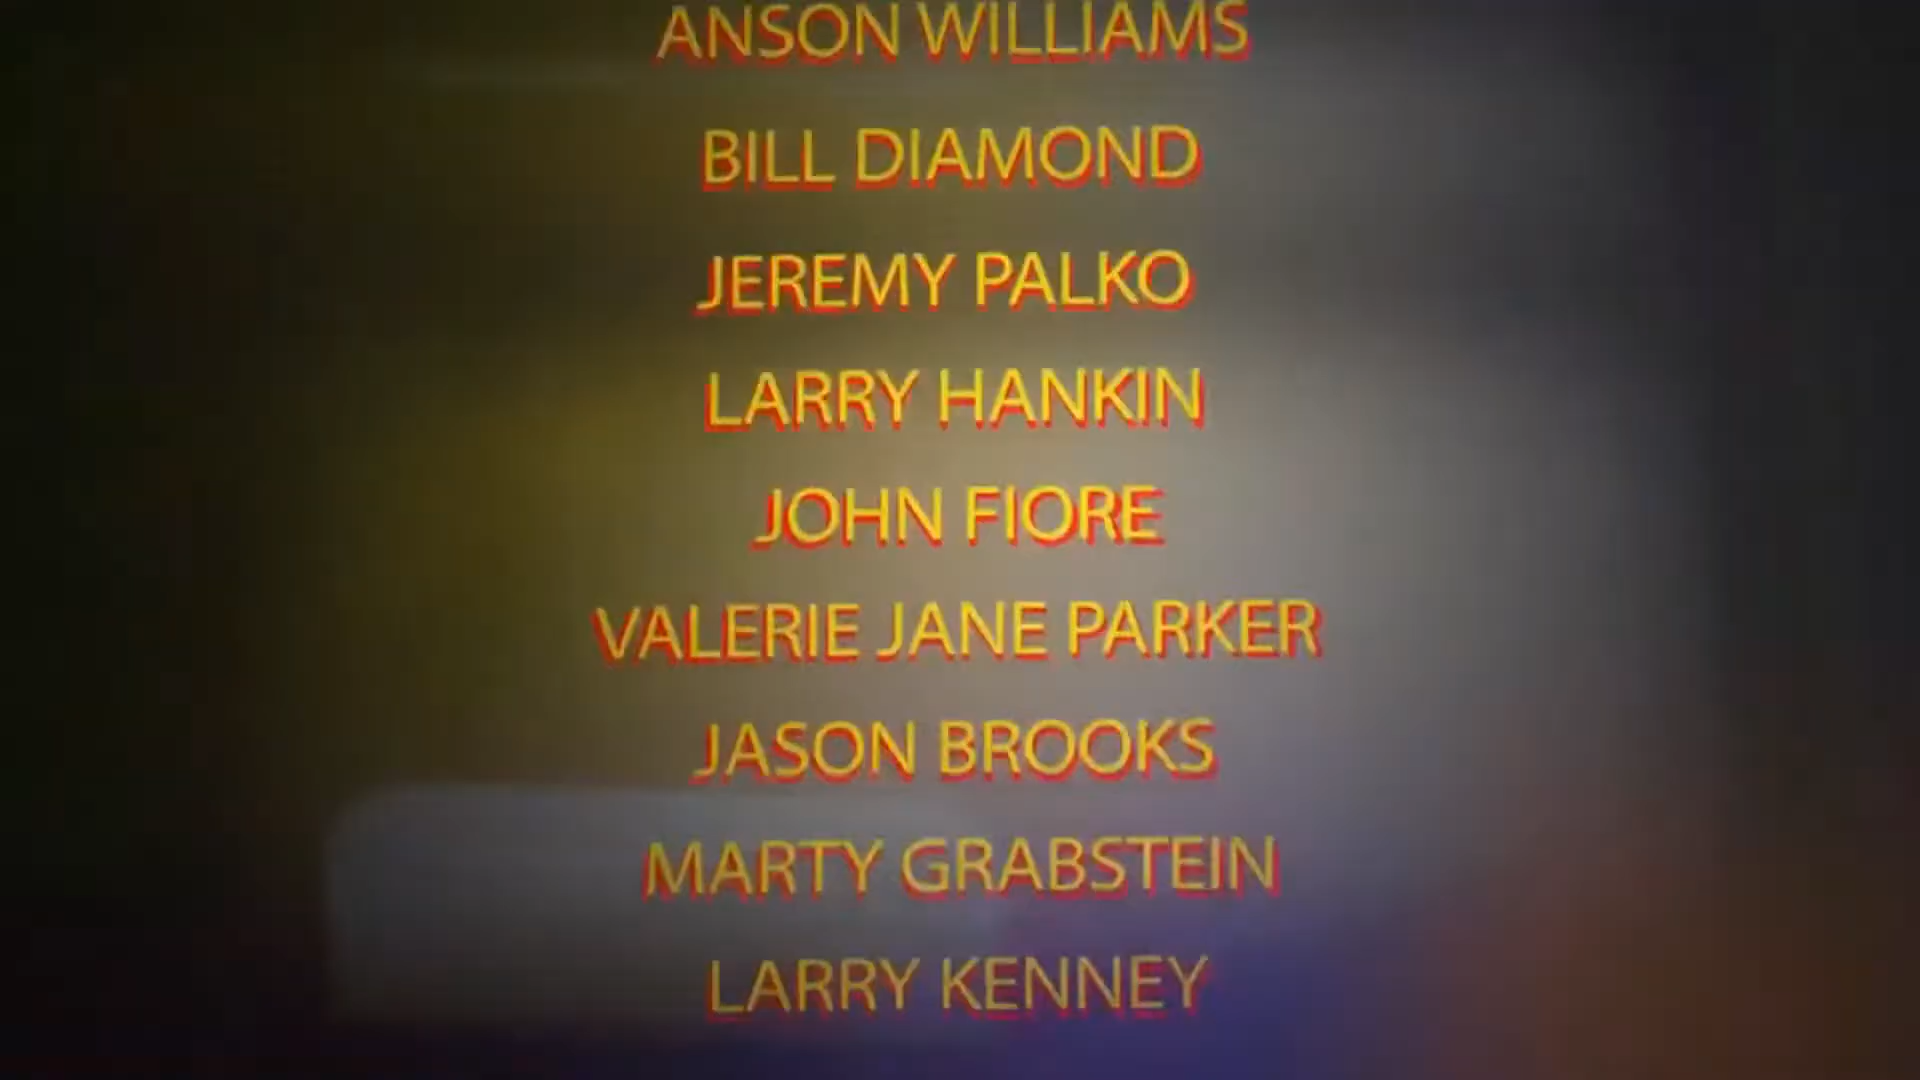 ANSON WILLIAMS
BILL DIAMOND
JEREMY PALKO
LARRY HANKIN
JOHN FIORE
VALERIE JANE PARKER
JASON BROOKS
MARTY GRABSTEIN
LARRY KENNEY